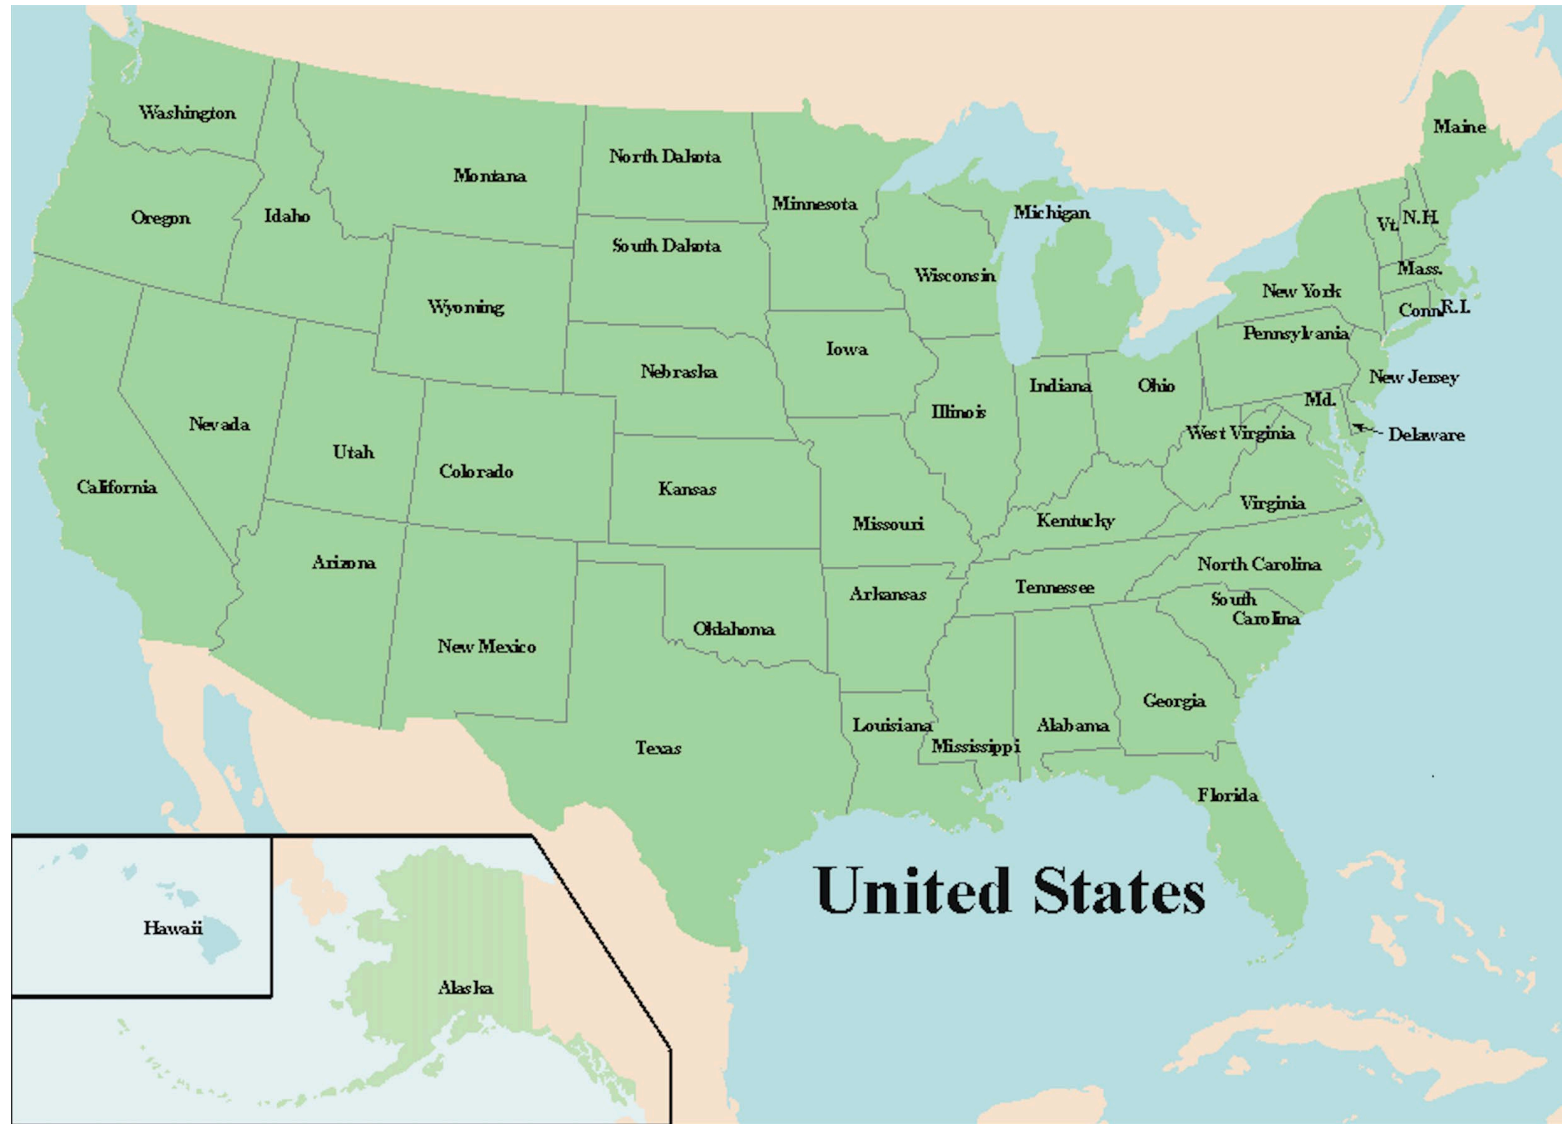 Washington
Maine
North Dakota
Montana
Minnesota
Michigan
Oregon
Idaho
Vt.
N.H.
South Dakota
Wisconsin
Mass.
New York
Wyoming
Conn.
R.I.
Pennsylvania
Iowa
Nebraska
Indiana
Ohio
New Jersey
Md.
Illinois
Nevada
West Virginia
Delaware
Utah
Colorado
California
Kansas
Virginia
Missouri
Kentucky
Arizona
North Carolina
Tennessee
Arkansas
South
Carolina
Oklahoma
New Mexico
Georgia
Louisiana
Alabama
Texas
Mississippi
Florida
United States
Hawaii
Alaska